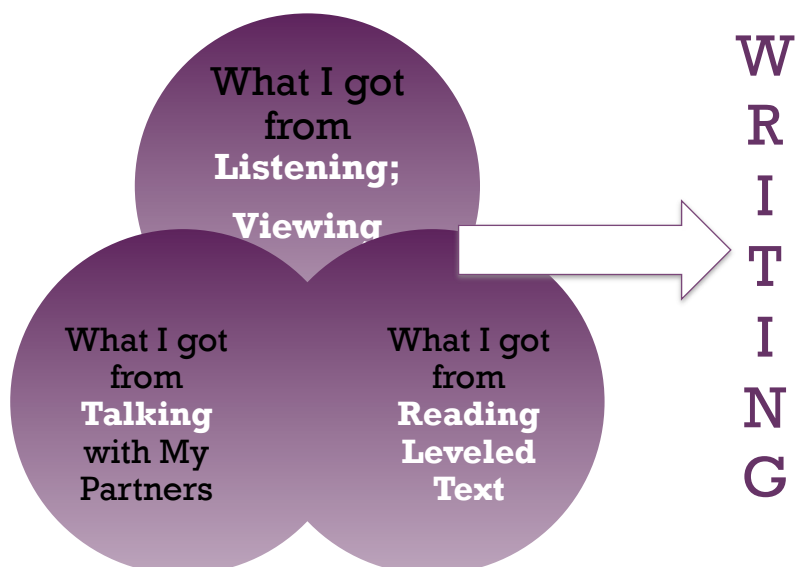 What I got
from
Listening;
Viewing
What I got
from
Talking
with My
Partners
What I got
from
Reading
Leveled
Text
W
R
I
T
I
N
G